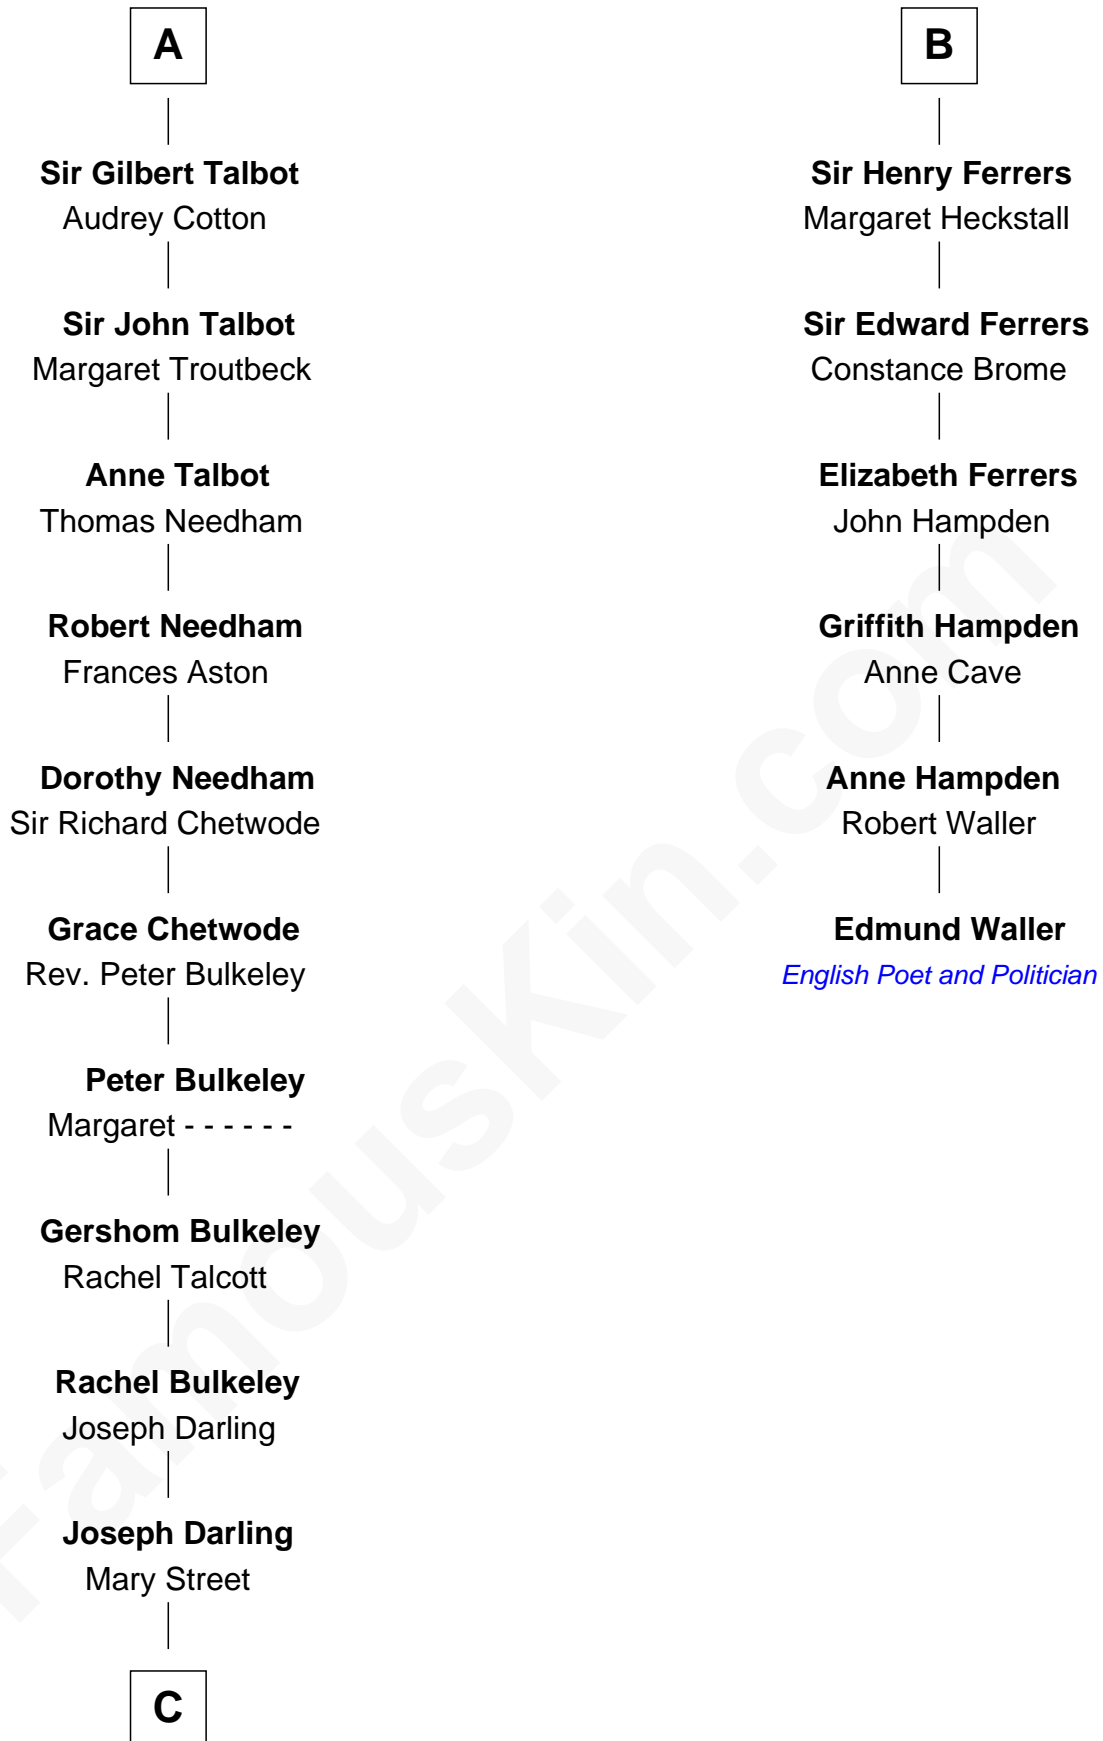 A
Sir Gilbert Talbot
Audrey Cotton
Sir John Talbot
Margaret Troutbeck
Anne Talbot
Thomas Needham
Robert Needham
Frances Aston
Dorothy Needham
Sir Richard Chetwode
Grace Chetwode
Rev. Peter Bulkeley
Peter Bulkeley
Margaret - - - - - -
Gershom Bulkeley
Rachel Talcott
Rachel Bulkeley
Joseph Darling
Joseph Darling
Mary Street
C
B
Sir Henry Ferrers
Margaret Heckstall
Sir Edward Ferrers
Constance Brome
Elizabeth Ferrers
John Hampden
Griffith Hampden
Anne Cave
Anne Hampden
Robert Waller
Edmund Waller
English Poet and Politician
FamousKin.com